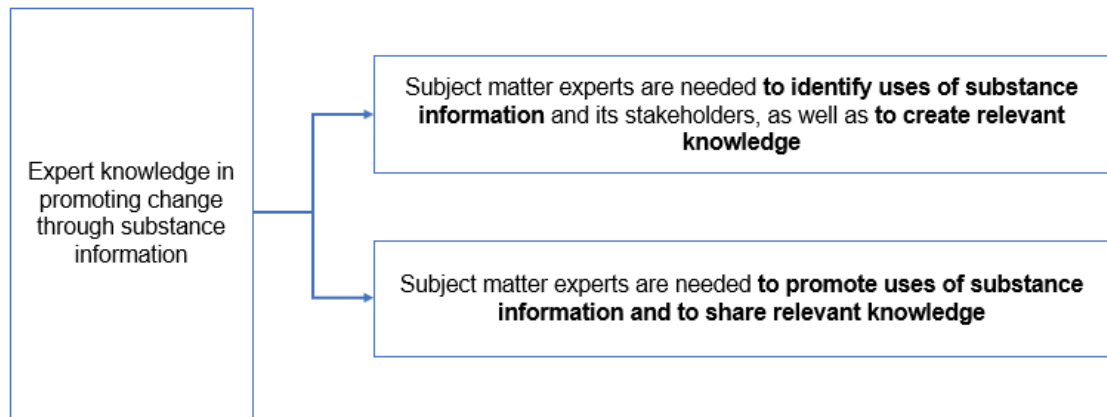 Expert knowledge in
promoting change
through substance
information
Subject matter experts are needed to identify uses of substance
information and its stakeholders, as well as to create relevant
knowledge
Subject matter experts are needed to promote uses of substance
information and to share relevant knowledge